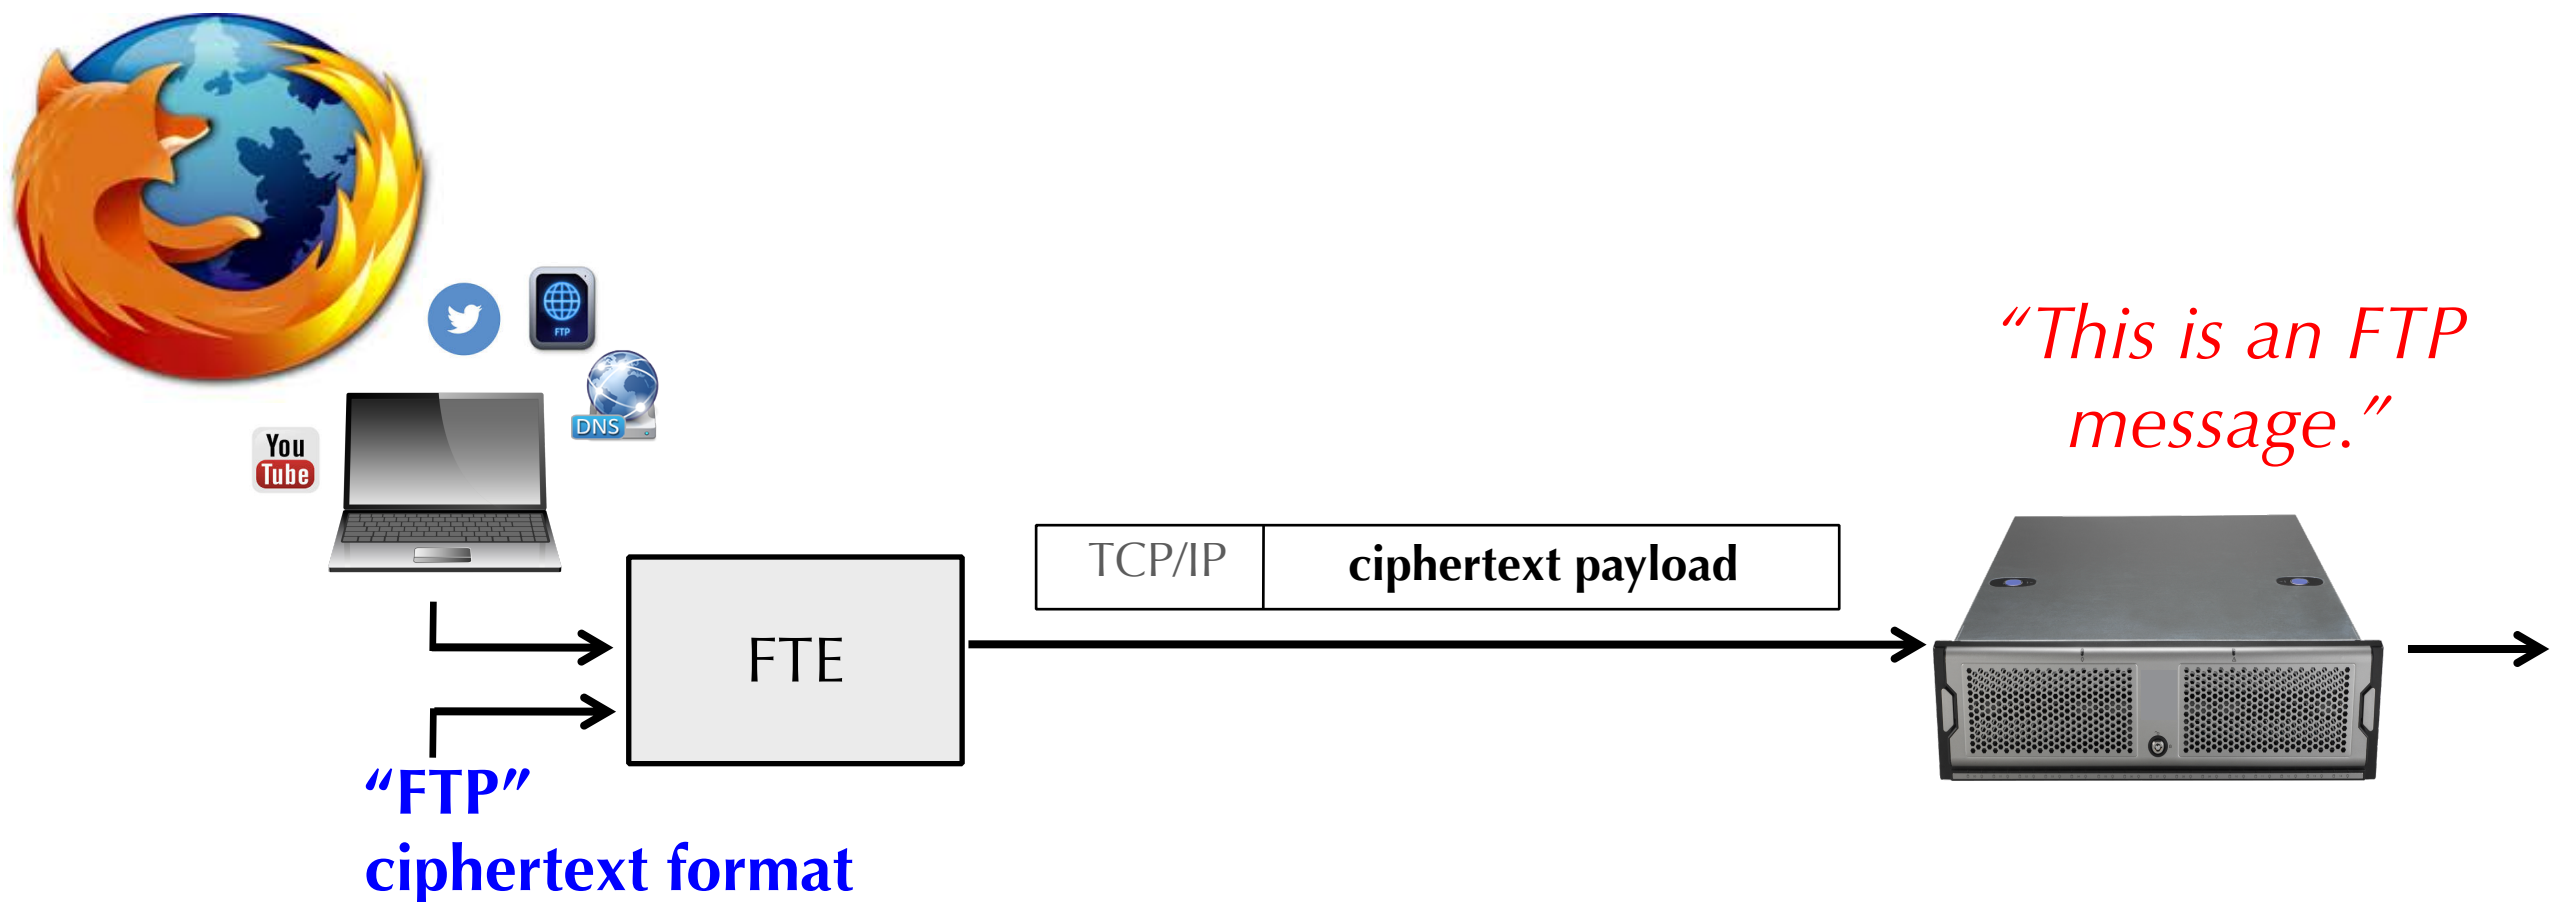 FTP
DNS
You
Tube
“This is an FTP
message.”
TCP/IP
ciphertext payload
FTE
“FTP”
ciphertext format